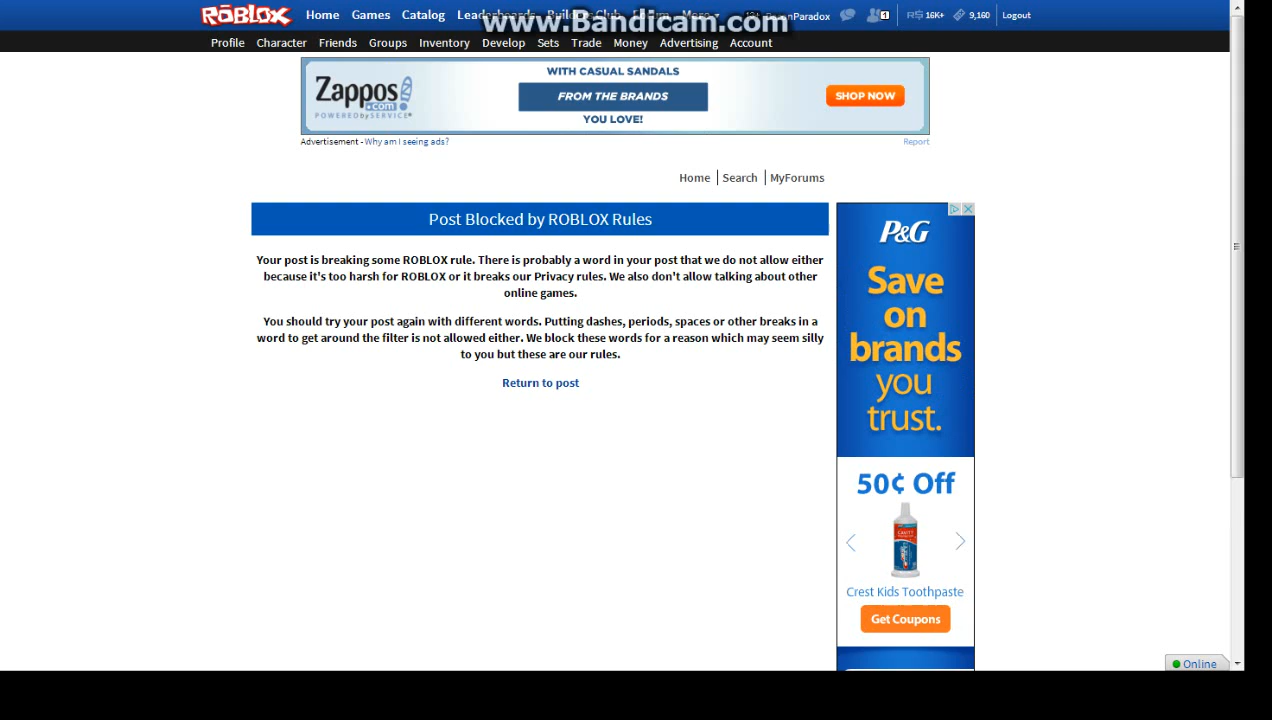 ROBLOX Home Games Catalog More
www.Bandicam.com
Paradox 1 R$ 16K+ 9,160 Logout
Profile Character Friends Groups Inventory Develop Sets Trade Money Advertising Account
Zappos!
.com
POWERED by SERVICE®
WITH CASUAL SANDALS
FROM THE BRANDS
YOU LOVE!
SHOP NOW
Advertisement - Why am I seeing ads?
Report
Home Search MyForums
Post Blocked by ROBLOX Rules
Your post is breaking some ROBLOX rule. There is probably a word in your post that we do not allow either
because it's too harsh for ROBLOX or it breaks our Privacy rules. We also don't allow talking about other
online games.
You should try your post again with different words. Putting dashes, periods, spaces or other breaks in a
word to get around the filter is not allowed either. We block these words for a reason which may seem silly
to you but these are our rules.
Return to post
P&G
Save
on
brands
you
trust.
50¢ Off
Crest Kids Toothpaste
Get Coupons
Online